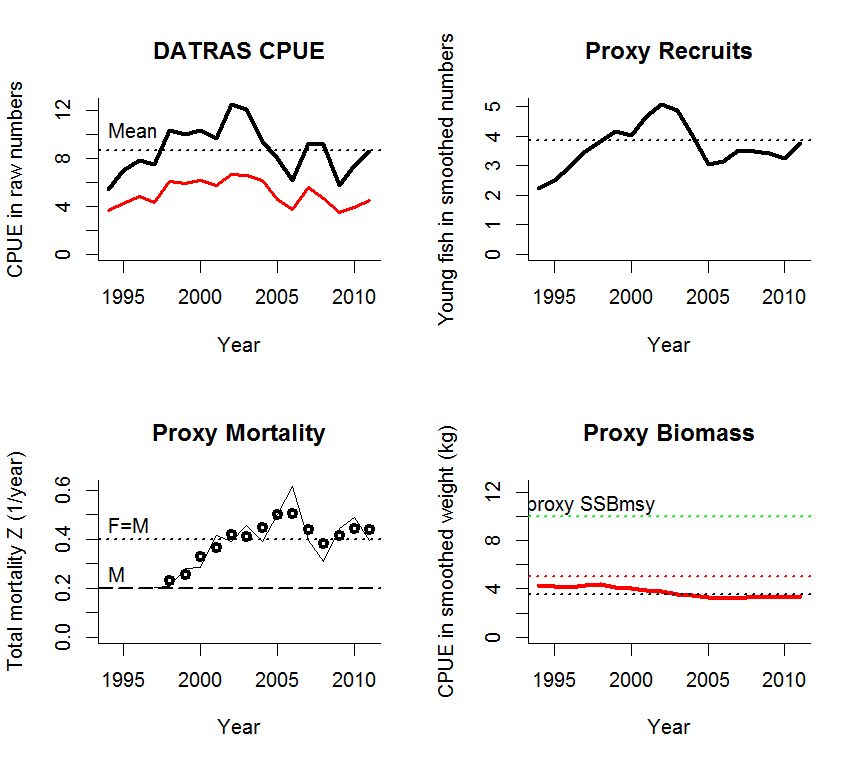 DATRAS CPUE
CPUE in raw numbers
12
8
4
0
Mean
1995 2000 2005 2010
Year
Proxy Recruits
Young fish in smoothed numbers
5
4
3
2
1
0
1995 2000 2005 2010
Year
Proxy Mortality
Total mortality Z (1/year)
0.6
0.4
0.2
0.0
F=M
M
1995 2000 2005 2010
Year
Proxy Biomass
CPUE in smoothed weight (kg)
12
8
4
0
proxy SSBmsy
1995 2000 2005 2010
Year